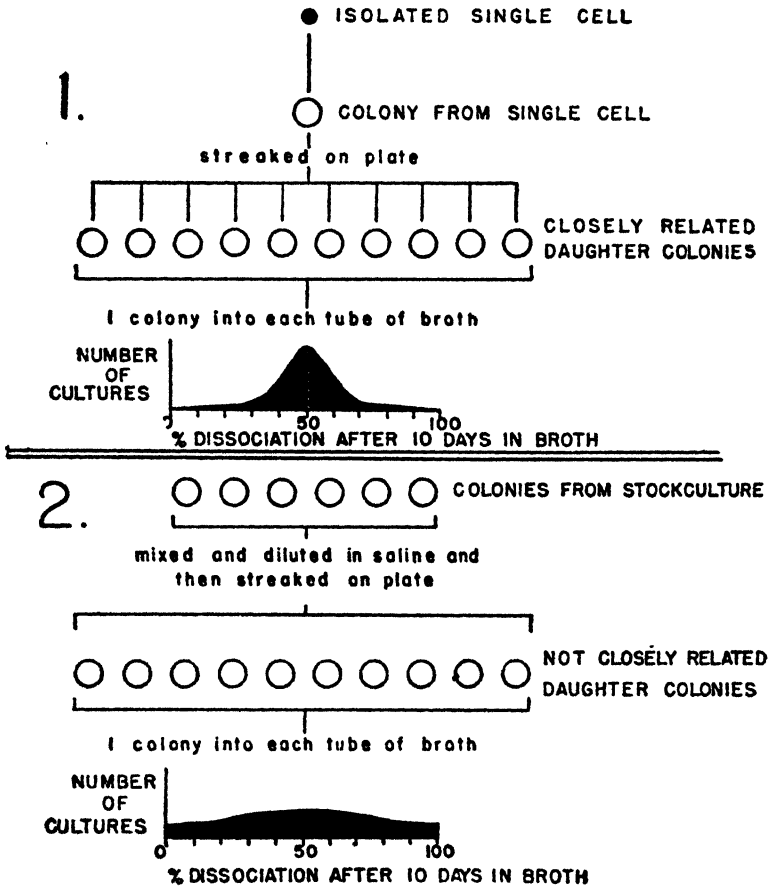 ISOLATED SINGLE CELL
1.
COLONY FROM SINGLE CELL
streaked on plate
CLOSELY RELATED
DAUGHTER COLONIES
1 colony into each tube of broth
NUMBER
OF
CULTURES
50
100
% DISSOCIATION AFTER 10 DAYS IN BROTH
2.
COLONIES FROM STOCKCULTURE
mixed and diluted in saline and
then streaked on plate
NOT CLOSELY RELATED
DAUGHTER COLONIES
1 colony into each tube of broth
NUMBER
OF
CULTURES
0 50 100
% DISSOCIATION AFTER 10 DAYS IN BROTH